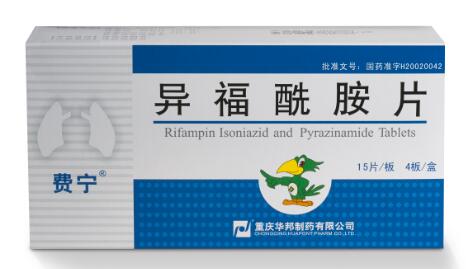 批准文号：国药准字H20020042
异福酰胺片
Rifampin Isoniazid and Pyrazinamide Tablets
15片/板 4板/盒
费宁®
重庆华邦制药有限公司
CHONGQING HUAPONT PHARM CO.,LTD.